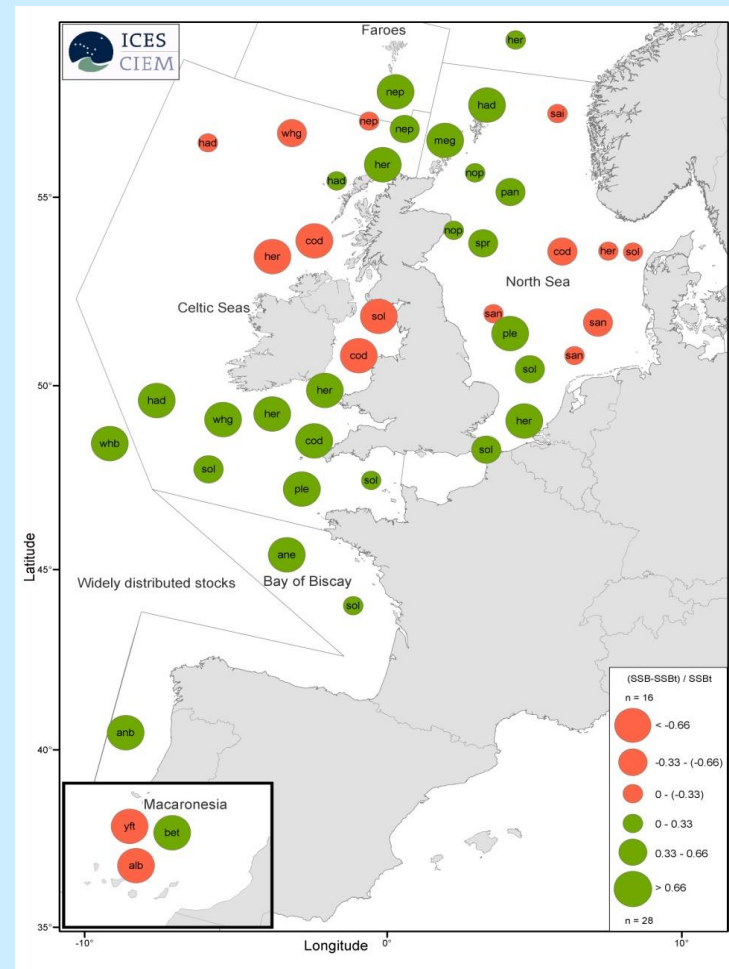 ICES
CIEM
Faroes
her
nep
had
sai
nep
nep
whg
had
meg
her
nop
had
pan
nop
spr
cod
her
cod
her
sol
North Sea
Celtic Seas
sol
san
san
ple
cod
san
sol
her
had
her
whg
her
whb
cod
sol
sol
ple
sol
ane
Widely distributed stocks
Bay of Biscay
sol
anb
Macaronesia
yft
bet
alb
55°
50°
45°
40°
35°
Latitude
-10°
0°
10°
Longitude
(SSB-SSBt) / SSBt
n = 16
< -0.66
-0.33 - (-0.66)
0 - (-0.33)
0 - 0.33
0.33 - 0.66
> 0.66
n = 28